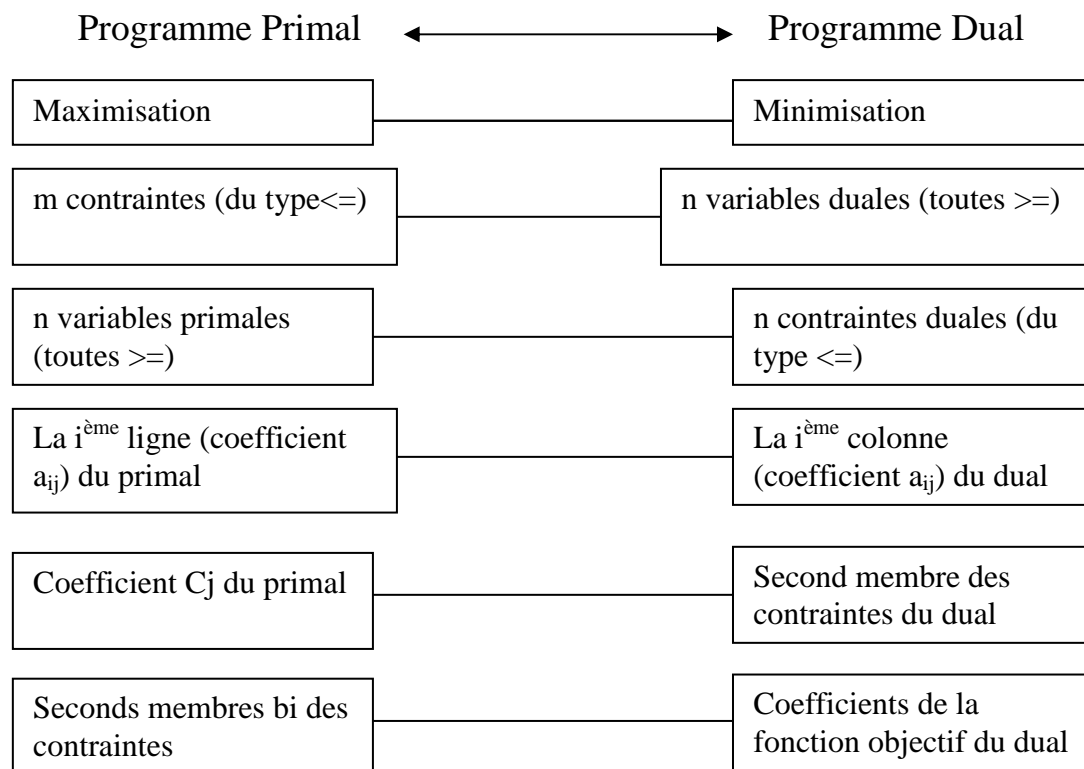 Programme Primal Programme Dual
Maximisation Minimisation
m contraintes (du type<=) n variables duales (toutes >=)
n variables primales
(toutes >=)
n contraintes duales (du
type <=)
La ième ligne (coefficient
aij) du primal
La ième colonne
(coefficient aij) du dual
Coefficient Cj du primal
Second membre des
contraintes du dual
Seconds membres bi des
contraintes
Coefficients de la
fonction objectif du dual